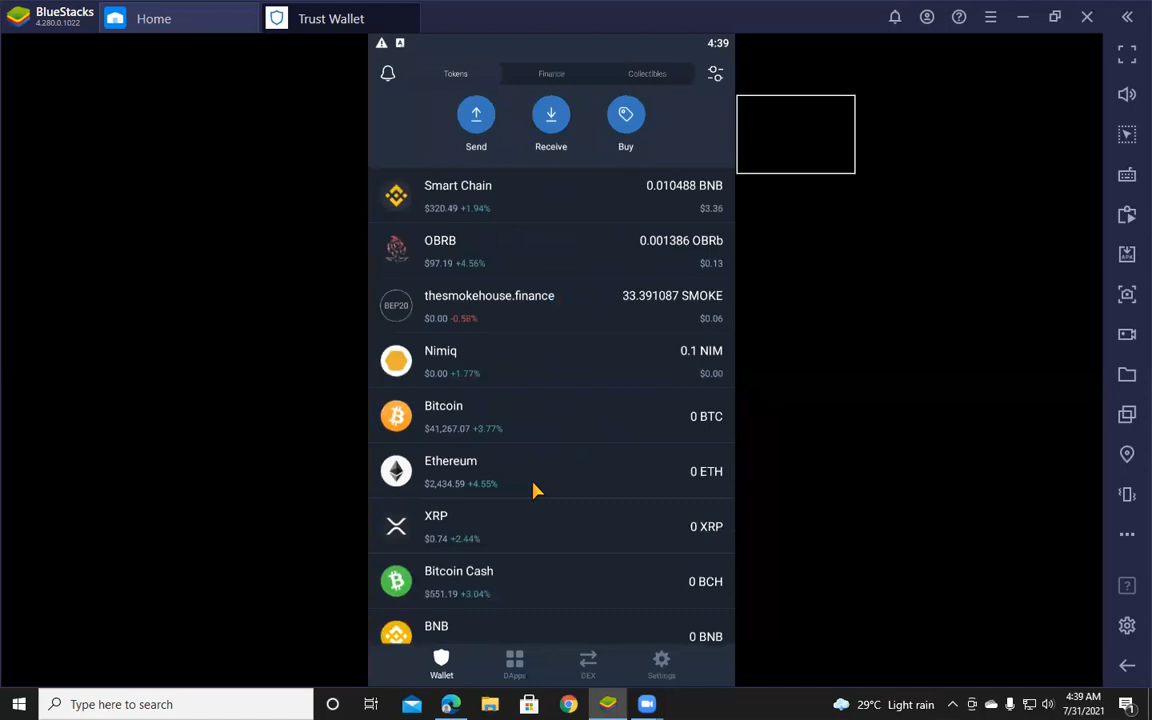 BlueStacks
4.280.0.1022
Home
Trust Wallet
4:39
Tokens
Finance
Collectibles
Send
Receive
Buy
Smart Chain
0.010488 BNB
$320.49 +1.94%
$3.36
OBRB
0.001386 OBRb
$97.19 +4.56%
$0.13
BEP20
thesmokehouse.finance
33.391087 SMOKE
$0.00 -0.58%
$0.06
Nimiq
0.1 NIM
$0.00 +1.77%
$0.00
Bitcoin
0 BTC
$41,267.07 +3.77%
Ethereum
0 ETH
$2,434.59 +4.55%
XRP
0 XRP
$0.74 +2.44%
Bitcoin Cash
0 BCH
$551.19 +3.04%
BNB
0 BNB
Wallet
DApps
DEX
Settings
Type here to search
29°C Light rain
4:39 AM
7/31/2021